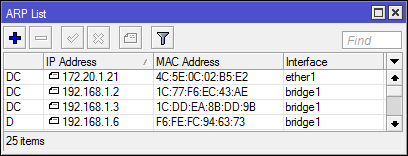 ARP List
Find
IP Address MAC Address Interface
DC 172.20.1.21 4C:5E:0C:02:B5:E2 ether1
DC 192.168.1.2 1C:77:F6:EC:43:AE bridge1
DC 192.168.1.3 1C:DD:EA:8B:DD:9B bridge1
D 192.168.1.6 F6:FE:FC:94:63:73 bridge1
25 items